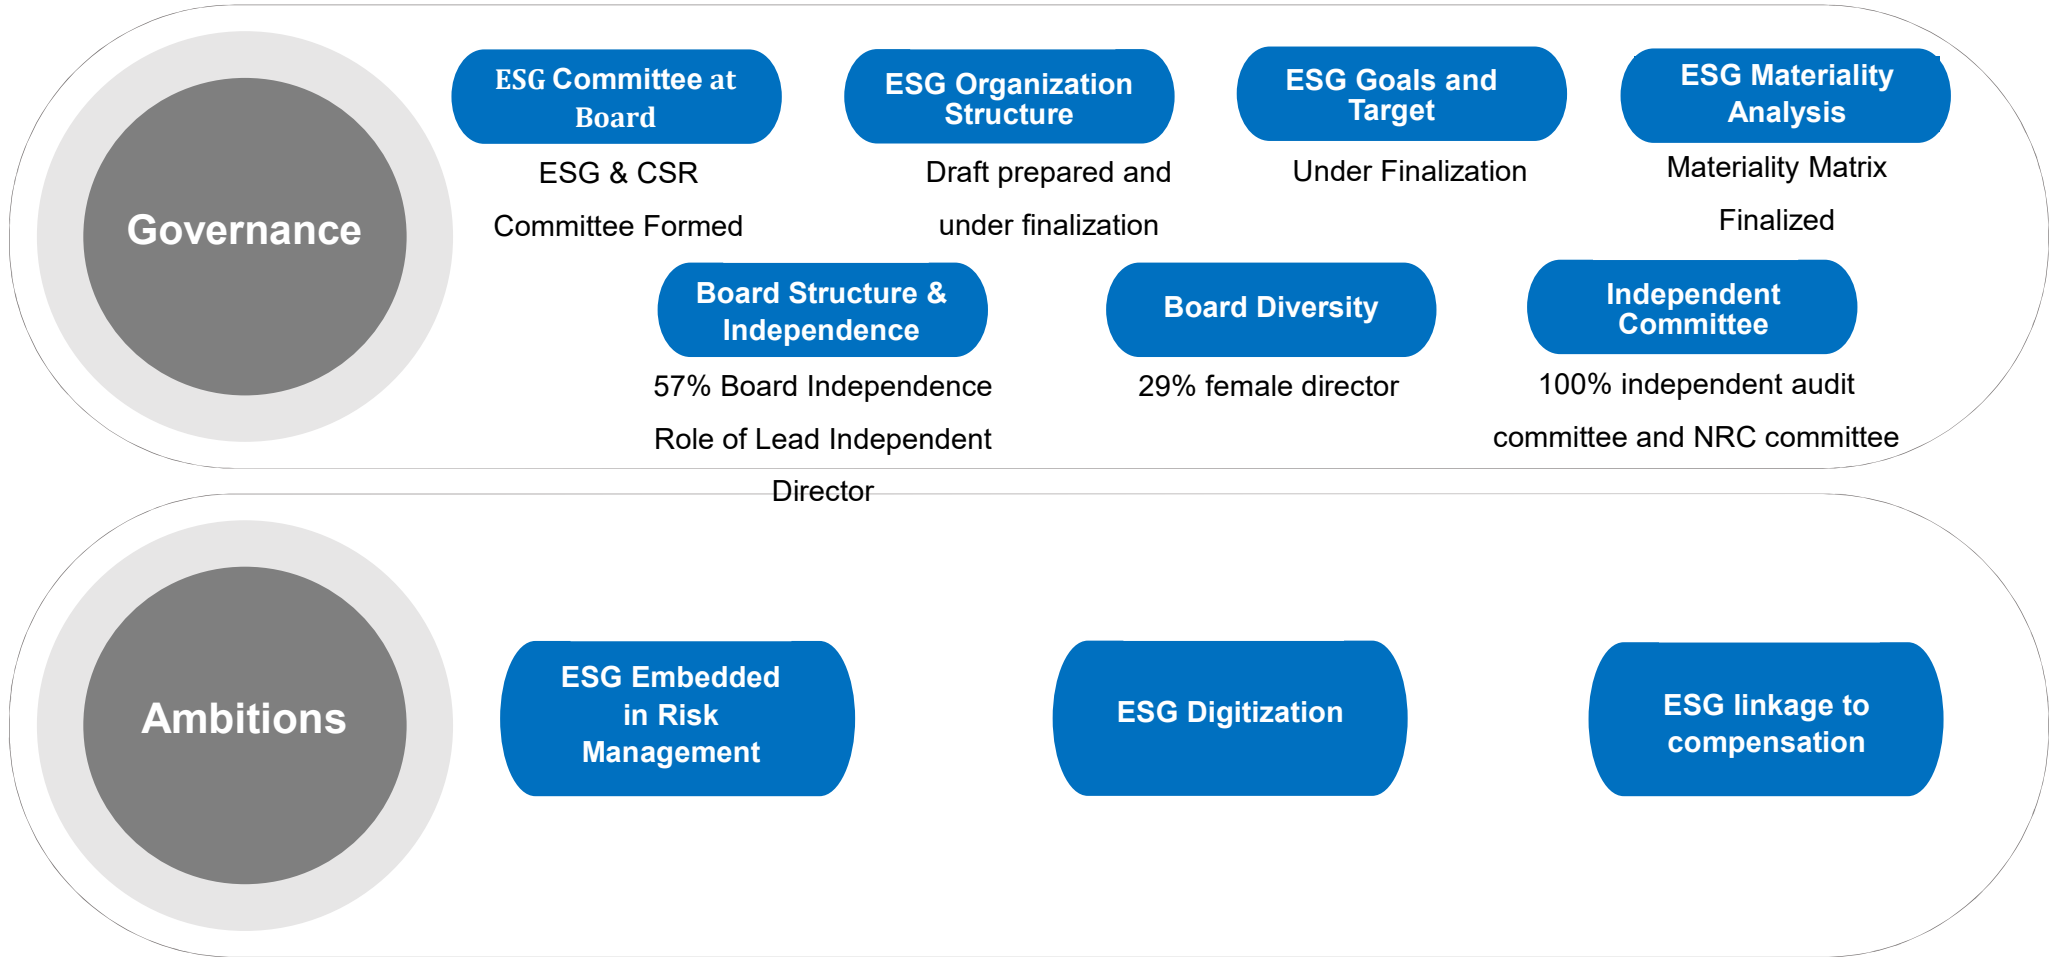 Governance
ESG Committee at
Board
ESG & CSR
Committee Formed
ESG Organization
Structure
Draft prepared and
under finalization
ESG Goals and
Target
Under Finalization
ESG Materiality
Analysis
Materiality Matrix
Finalized
Board Structure &
Independence
57% Board Independence
Role of Lead Independent
Director
Board Diversity
29% female director
Independent
Committee
100% independent audit
committee and NRC committee
Ambitions
ESG Embedded
in Risk
Management
ESG Digitization
ESG linkage to
compensation